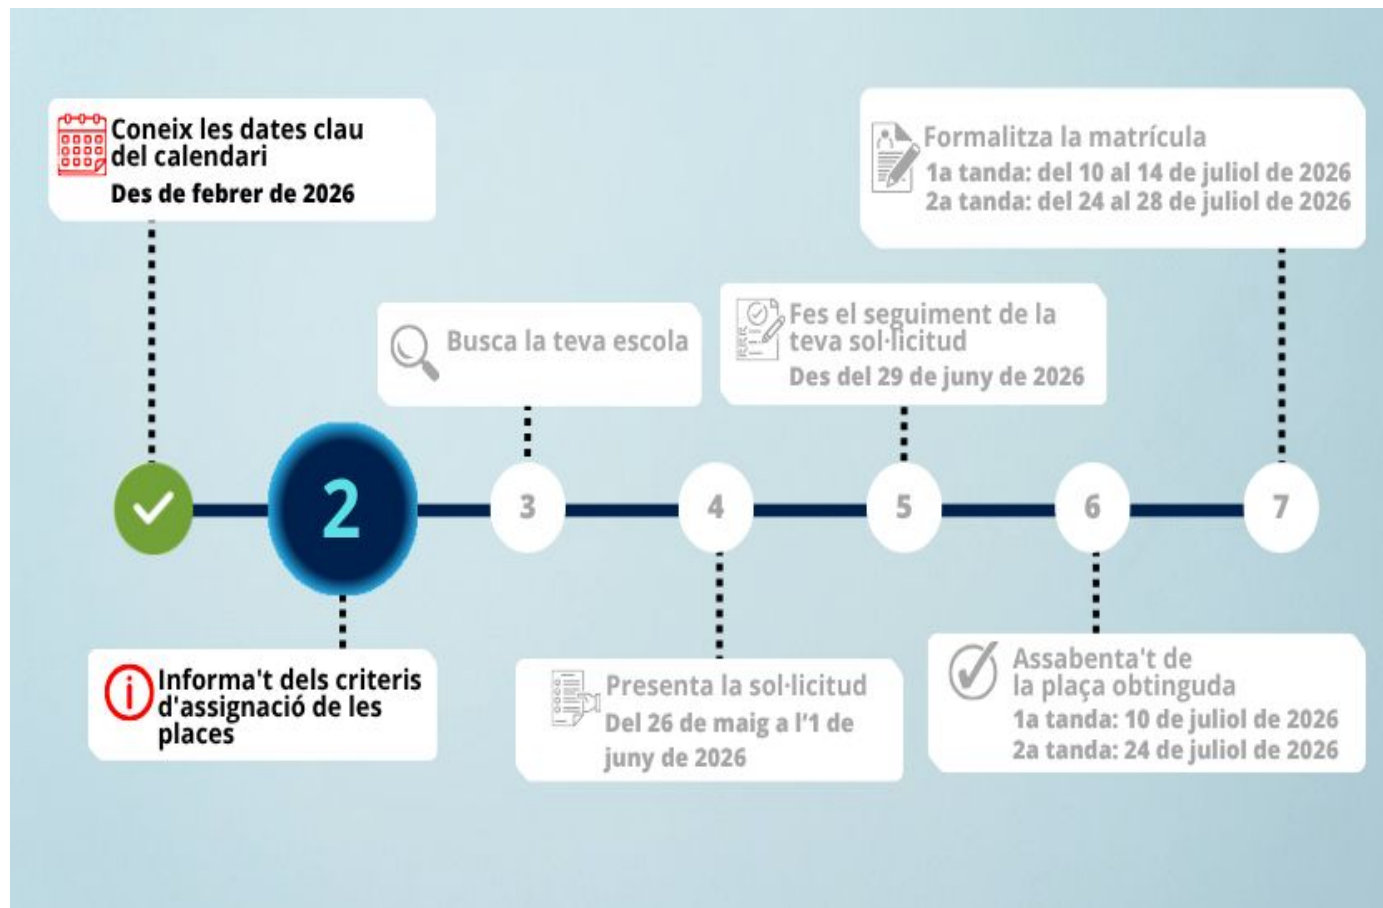 Coneix les dates clau
del calendari
Des de febrer de 2026
Formalitza la matrícula
1a tanda: del 10 al 14 de juliol de 2026
2a tanda: del 24 al 28 de juliol de 2026
Busca la teva escola
Fes el seguiment de la
teva sol·licitud
Des del 29 de juny de 2026
2
3
4
5
6
7
Informa't dels criteris
d'assignació de les
places
Presenta la sol·licitud
Del 26 de maig a l’1 de
juny de 2026
Assabenta't de
la plaça obtinguda
1a tanda: 10 de juliol de 2026
2a tanda: 24 de juliol de 2026